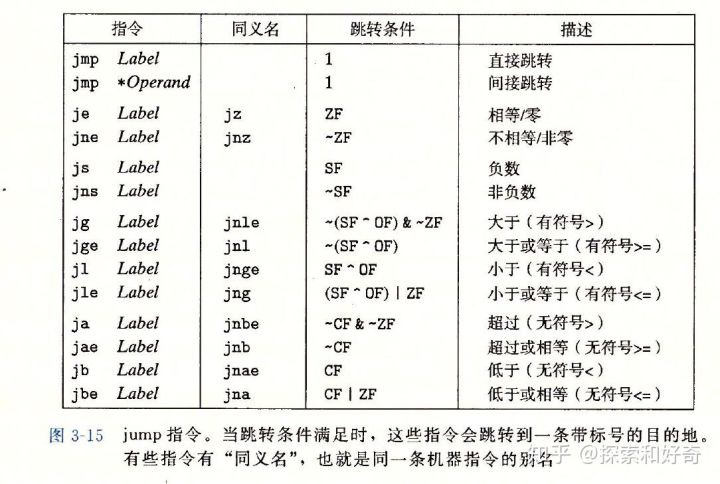 指令 同义名 跳转条件 描述
jmp Label 1 直接跳转
jmp *Operand 1 间接跳转
je Label jz ZF 相等/零
jne Label jnz ~ZF 不相等/非零
js Label SF 负数
jns Label ~SF 非负数
jg Label jnle ~(SF ^ OF) & ~ZF 大于（有符号>）
jge Label jnl ~(SF ^ OF) 大于或等于（有符号>=）
jl Label jnge SF ^ OF 小于（有符号<）
jle Label jng (SF ^ OF) | ZF 小于或等于（有符号<=）
ja Label jnbe ~CF & ~ZF 超过（无符号>）
jae Label jnb ~CF 超过或相等（无符号>=）
jb Label jnae CF 低于（无符号<）
jbe Label jna CF | ZF 低于或相等（无符号<=）
图 3-15 jump 指令。当跳转条件满足时，这些指令会跳转到一条带标号的目的地。
有些指令有“同义名”，也就是同一条机器指令的别名
知乎 @探索和好奇